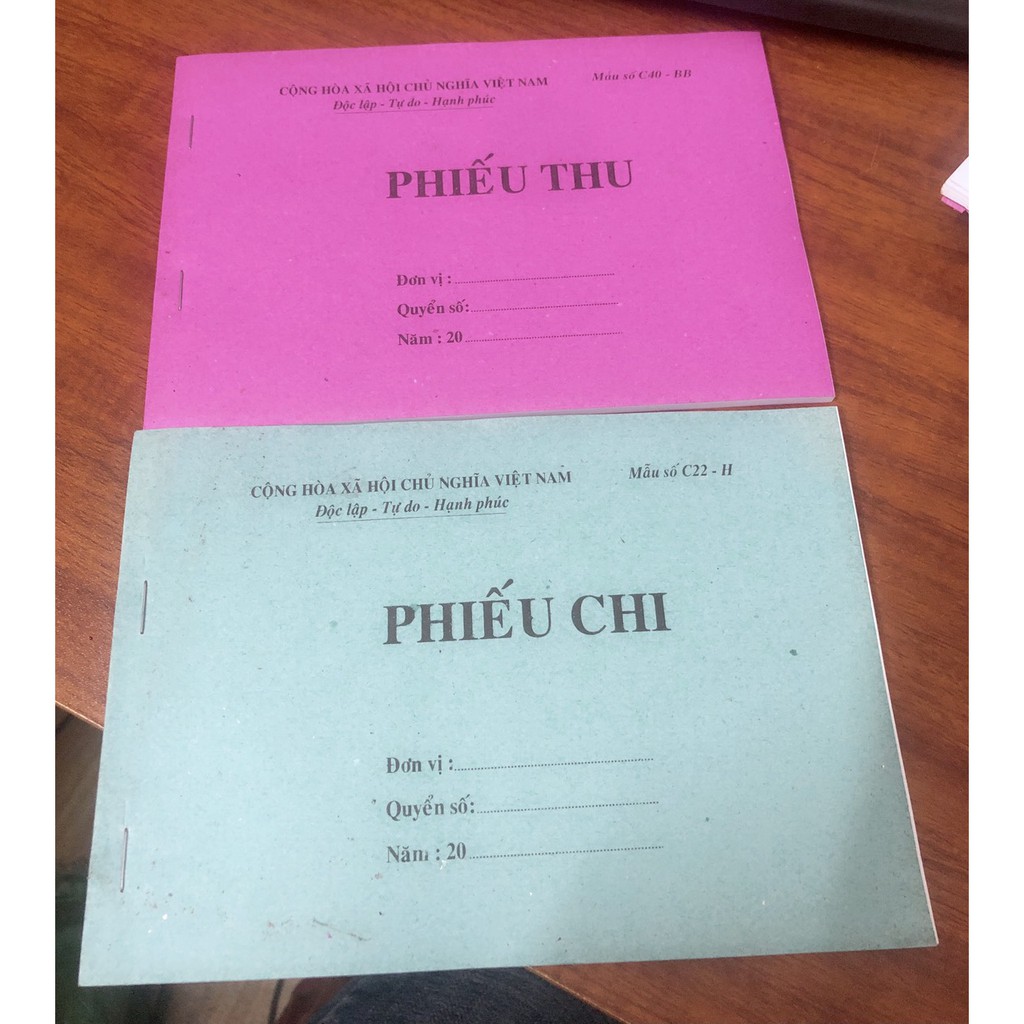 CỘNG HÒA XÃ HỘI CHỦ NGHĨA VIỆT NAM
Mẫu số C40 - BB
Độc lập - Tự do - Hạnh phúc
PHIẾU THU
Đơn vị :
Quyển số:
Năm : 20
CỘNG HÒA XÃ HỘI CHỦ NGHĨA VIỆT NAM
Mẫu số C22 - H
Độc lập - Tự do - Hạnh phúc
PHIẾU CHI
Đơn vị :
Quyển số:
Năm : 20